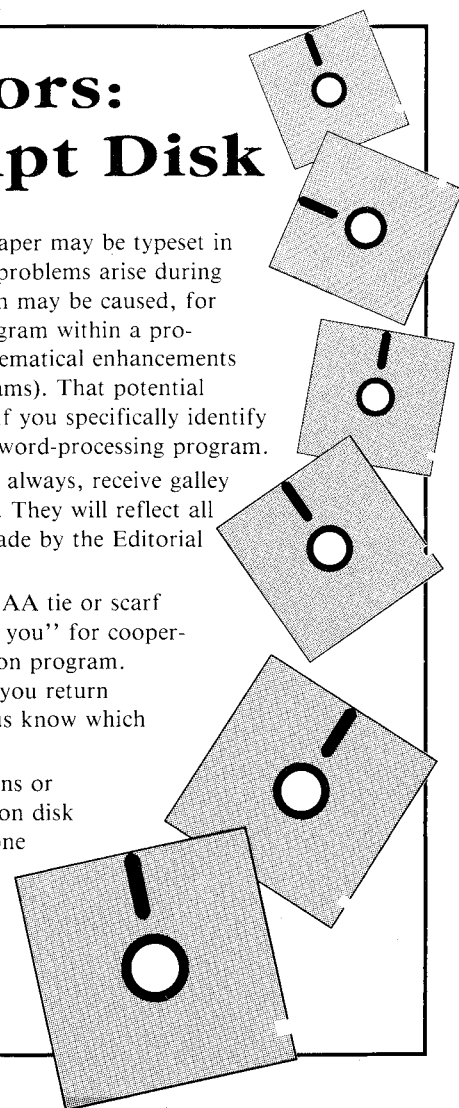 ors:
pt Disk
aper may be typeset in
problems arise during
n may be caused, for
gram within a pro-
ematical enhancements
ams). That potential
if you specifically identify
word-processing program.
always, receive galley
. They will reflect all
ade by the Editorial
AA tie or scarf
you” for cooper-
on program.
you return
us know which
ns or
on disk
one